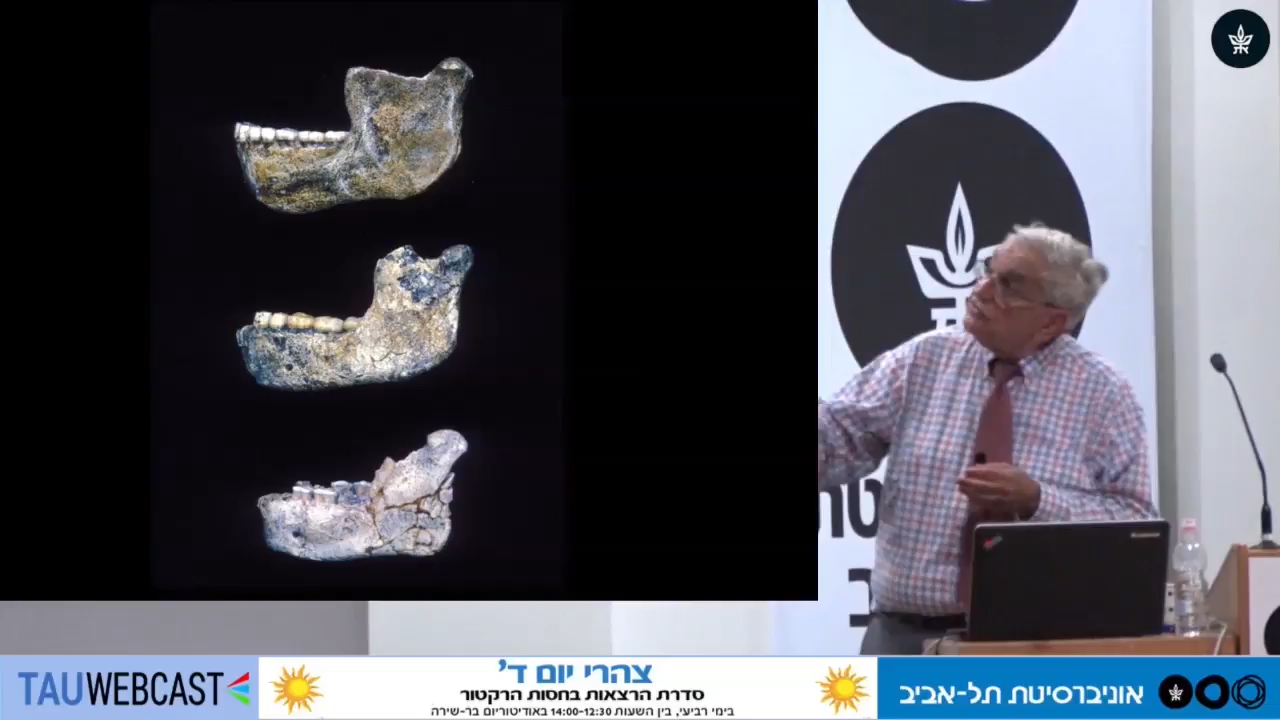 TAUWEBCAST
צהרי יום ד'
סדרת הרצאות בחסות הרקטור
בימי רביעי, בין השעות 14:00-12:30 באודיטוריום בר-שירה
אוניברסיטת תל-אביב